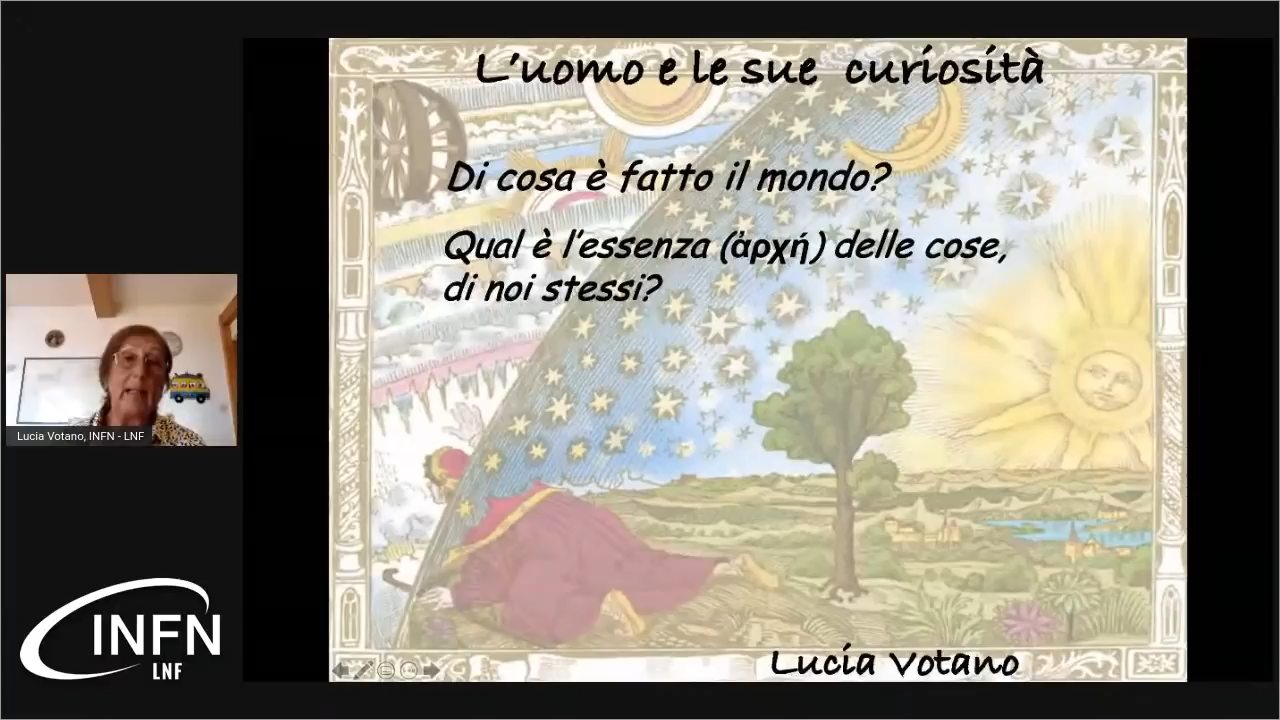 L'uomo e le sue curiosità
Di cosa è fatto il mondo?
Qual è l'essenza (ἀρχή) delle cose,
di noi stessi?
Lucia Votano, INFN - LNF
INFN
LNF
Lucia Votano